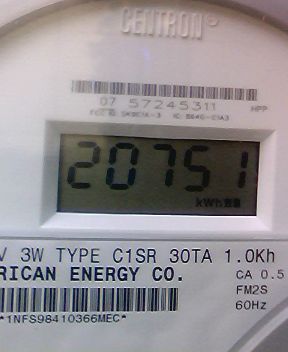 CENTRON®
07 57245311 HPP
20751
kWh
V 3W TYPE C1SR 30TA 1.0Kh
RICAN ENERGY CO. CA 0.5
FM2S
*1NFS98410366MEC* 60Hz